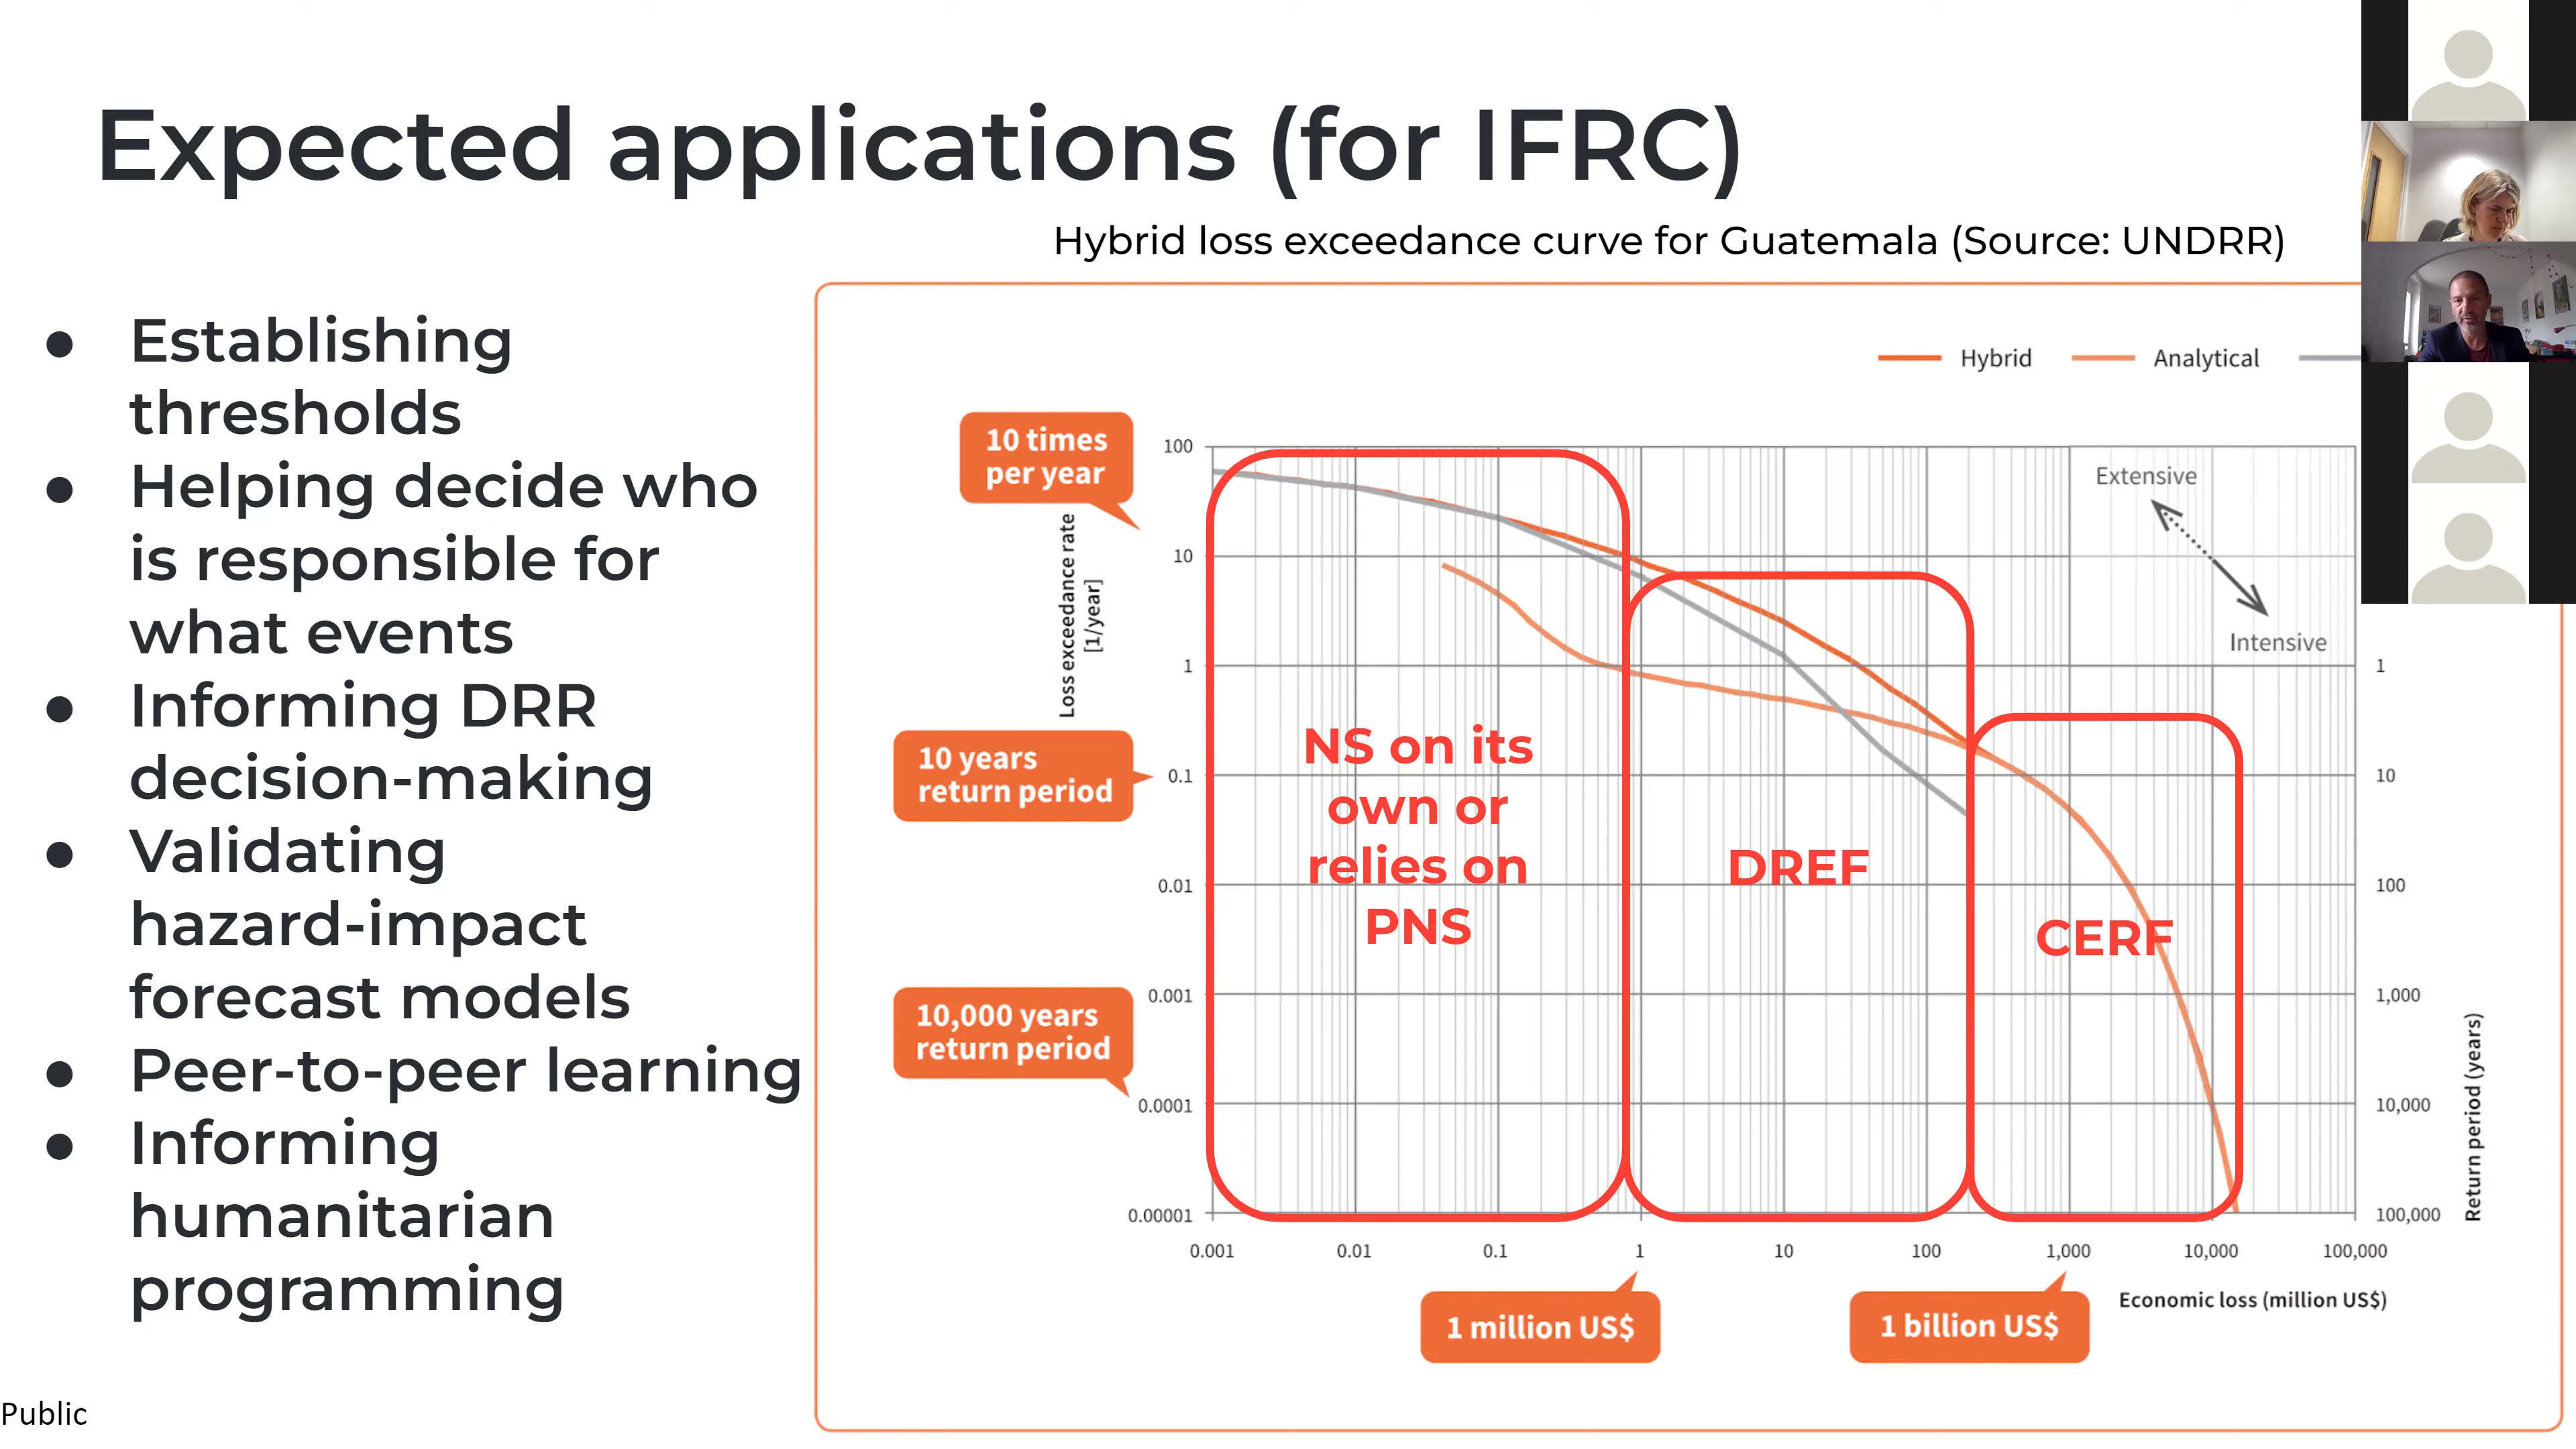 Expected applications (for IFRC)
Hybrid loss exceedance curve for Guatemala (Source: UNDRR)
● Establishing
thresholds
● Helping decide who
is responsible for
what events
● Informing DRR
decision-making
● Validating
hazard-impact
forecast models
● Peer-to-peer learning
● Informing
humanitarian
programming
Public
Hybrid
Analytical
10 times
per year
10 years
return period
10,000 years
return period
Loss exceedance rate
[1/year]
100
10
1
0.1
0.01
0.001
0.0001
0.00001
Extensive
Intensive
NS on its
own or
relies on
PNS
DREF
CERF
1
10
100
1,000
10,000
100,000
Return period (years)
0.001 0.01 0.1 1 10 100 1,000 10,000 100,000
Economic loss (million US$)
1 million US$
1 billion US$